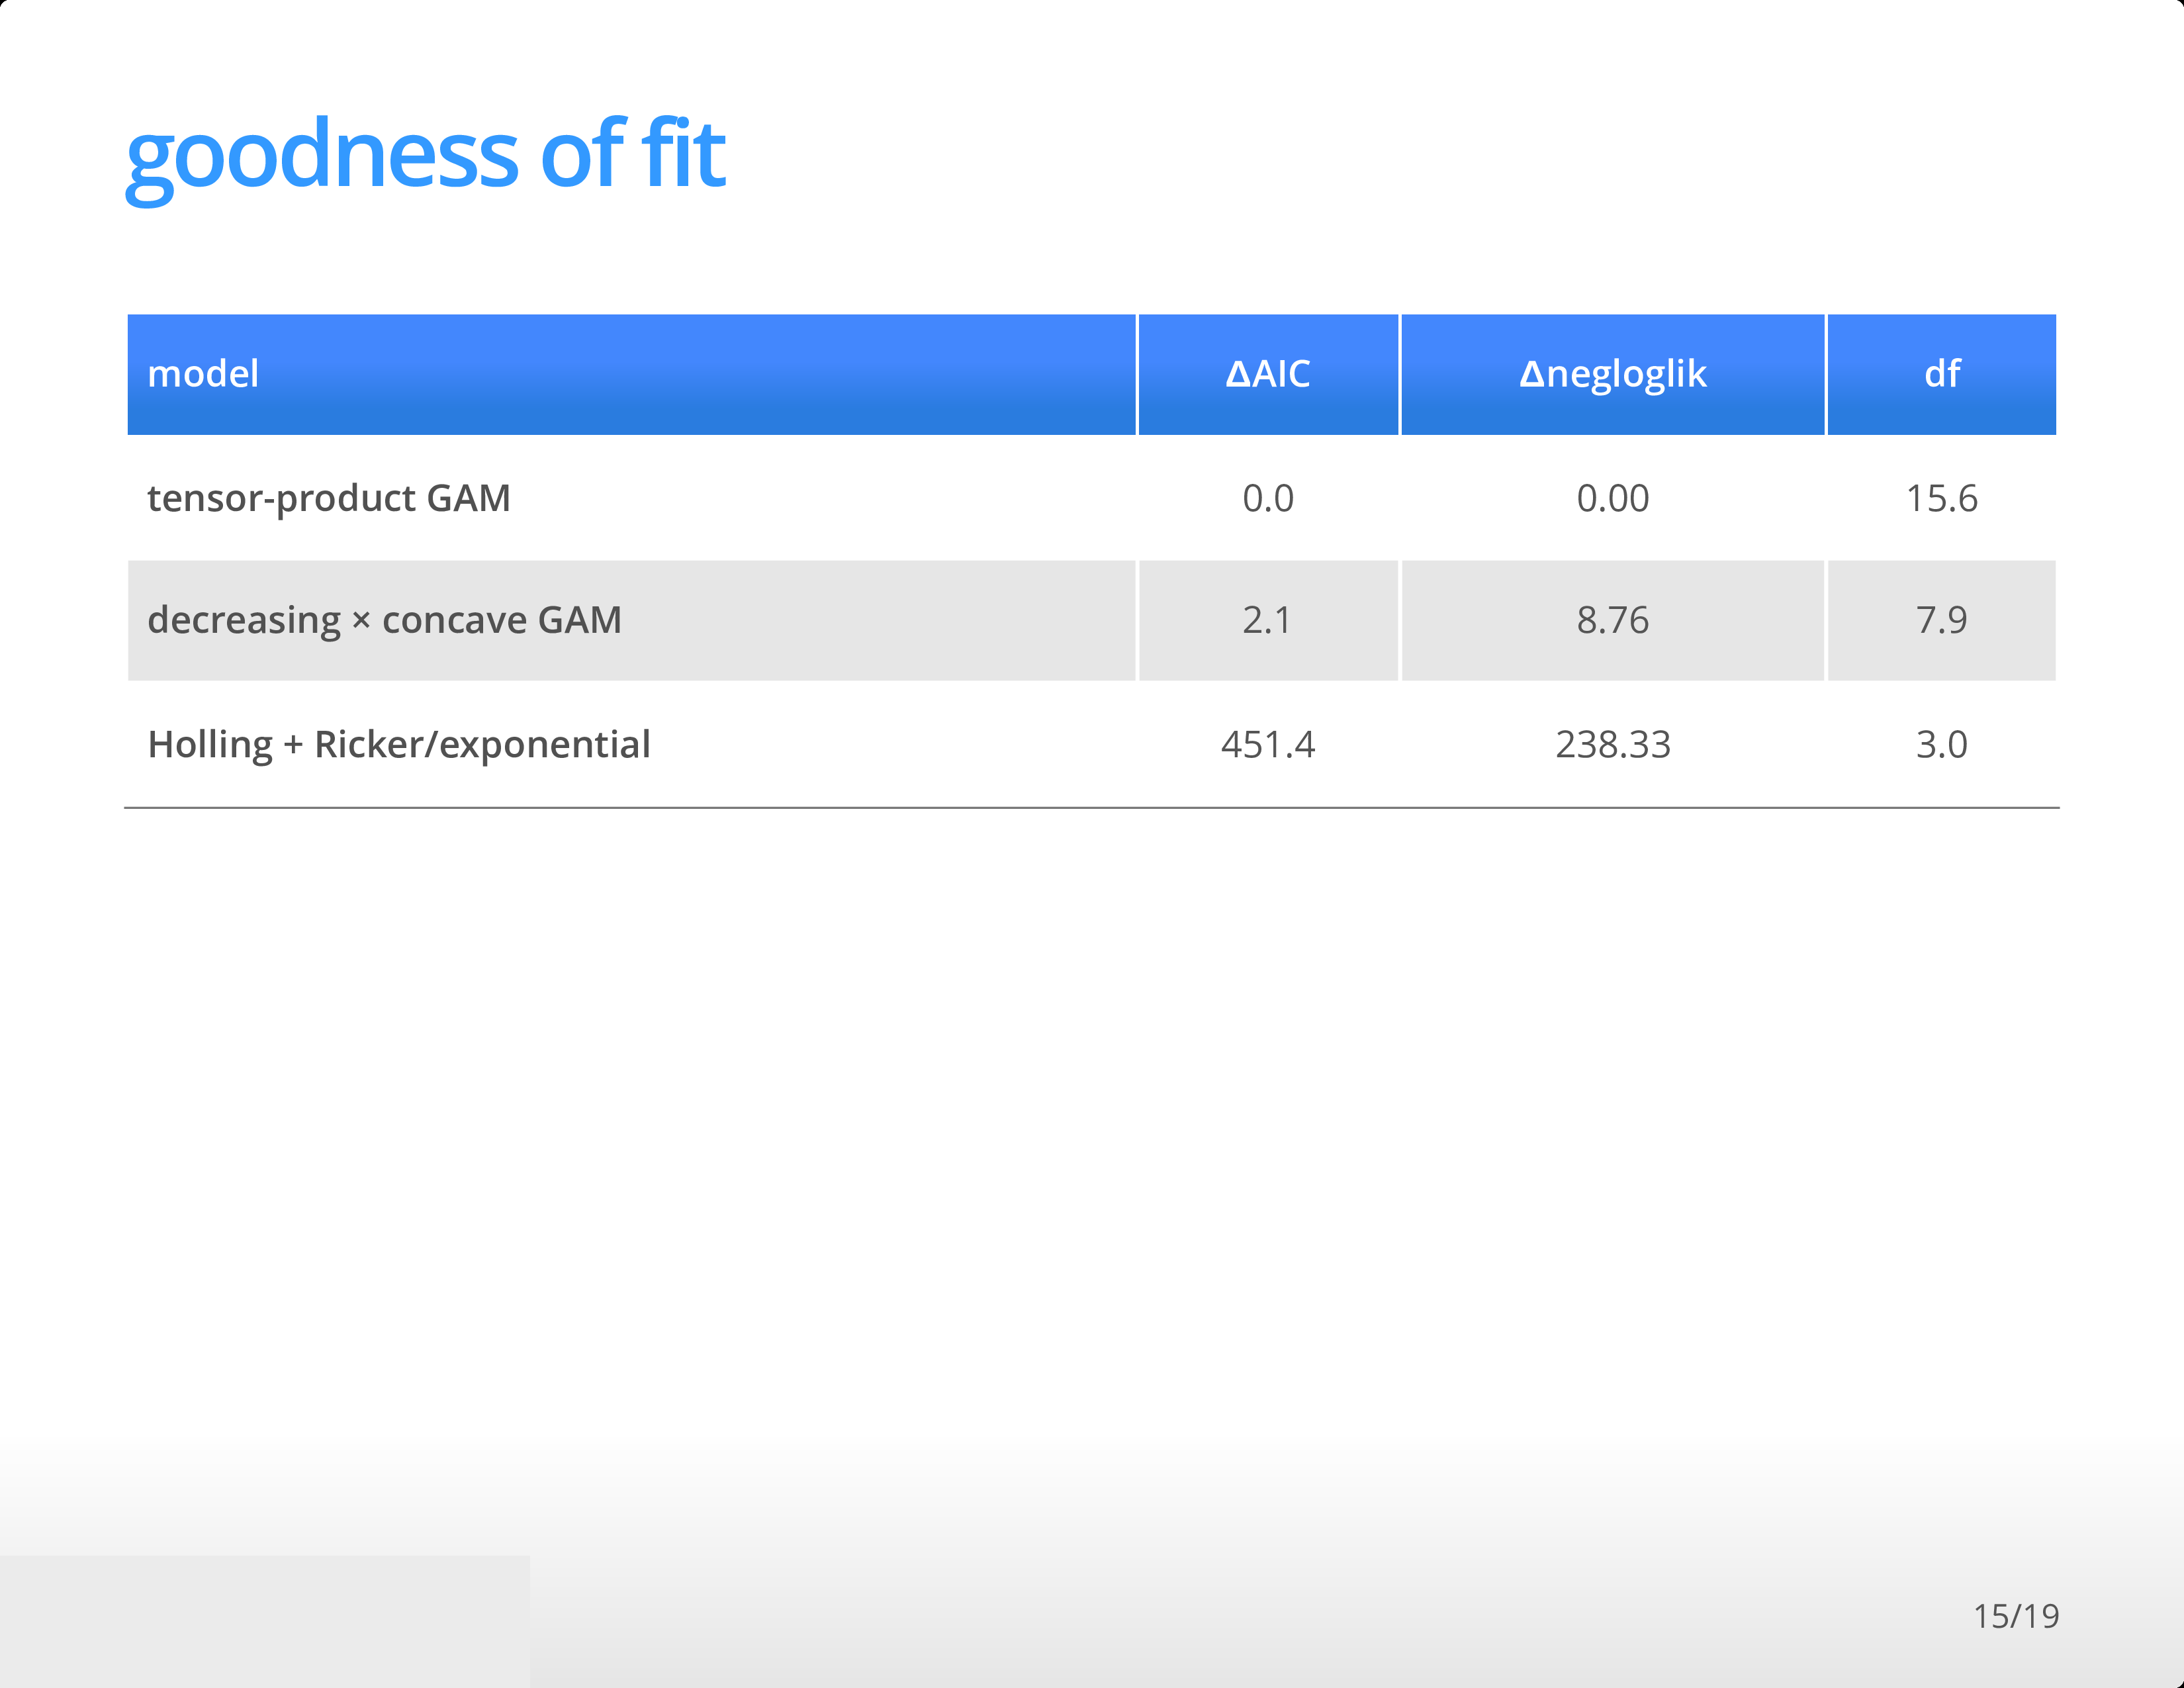 goodness of fit
model ΔAIC Δnegloglik df
tensor-product GAM 0.0 0.00 15.6
decreasing × concave GAM 2.1 8.76 7.9
Holling + Ricker/exponential 451.4 238.33 3.0
15/19